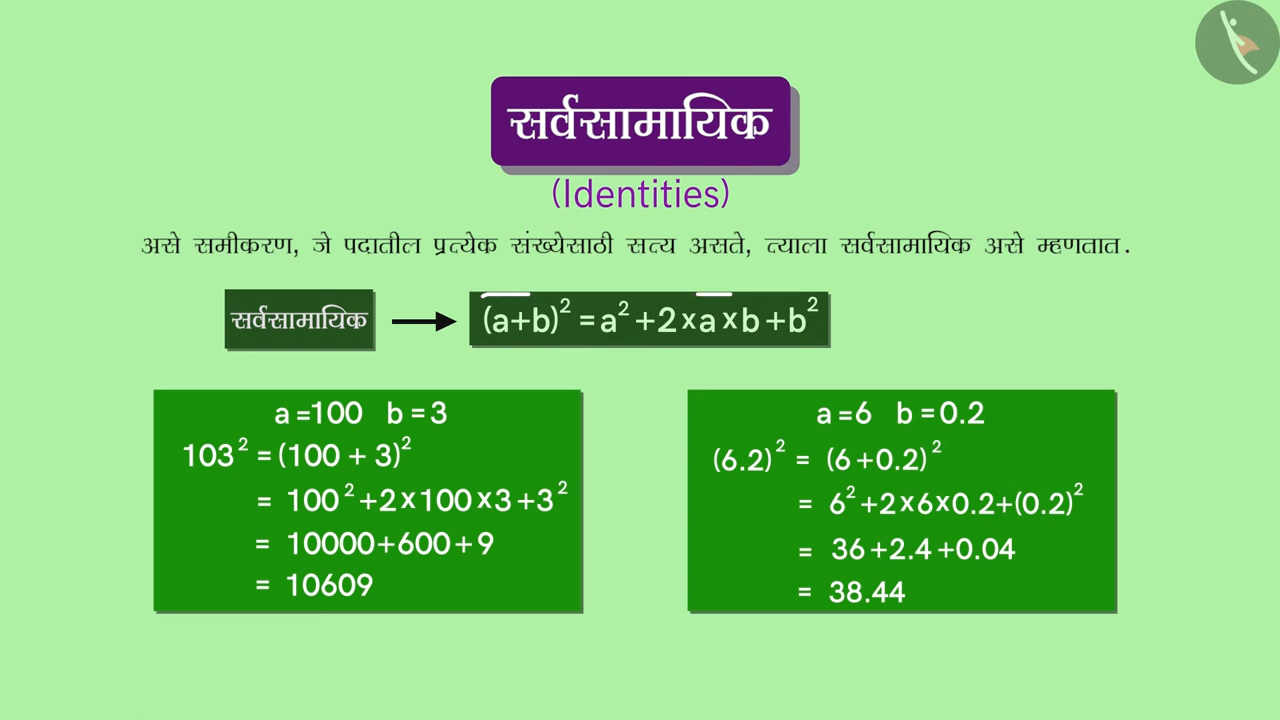 सर्वसामायिक
(Identities)
असे समीकरण, जे पदातील प्रत्येक संख्येसाठी सत्य असते, त्याला सर्वसामायिक असे म्हणतात.
सर्वसामायिक → (a+b)² = a² + 2 × a × b + b²
a = 100 b = 3
103² = (100 + 3)²
= 100² + 2 × 100 × 3 + 3²
= 10000 + 600 + 9
= 10609
a = 6 b = 0.2
(6.2)² = (6 + 0.2)²
= 6² + 2 × 6 × 0.2 + (0.2)²
= 36 + 2.4 + 0.04
= 38.44